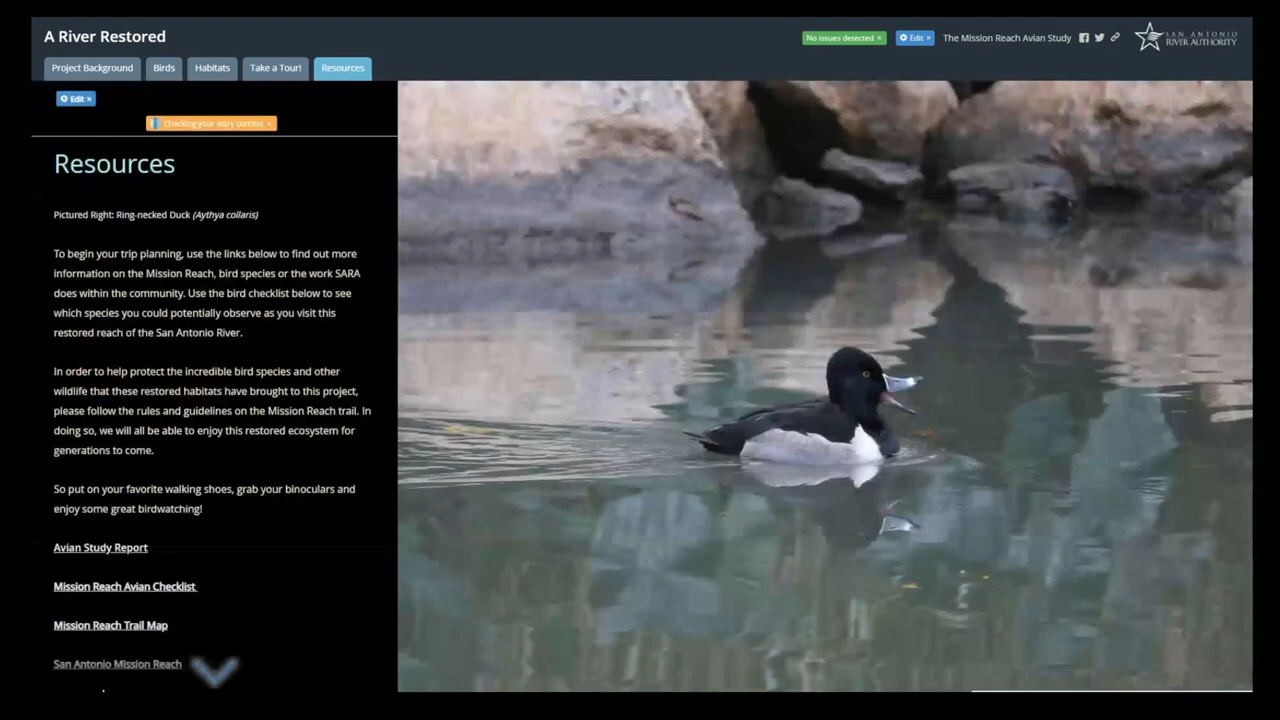 A River Restored
No issues detected ×
Edit ×
The Mission Reach Avian Study
SAN ANTONIO
RIVER AUTHORITY
Project Background
Birds
Habitats
Take a Tour!
Resources
Edit ×
Checking your story content ×
Resources
Pictured Right: Ring-necked Duck (Aythya collaris)
To begin your trip planning, use the links below to find out more
information on the Mission Reach, bird species or the work SARA
does within the community. Use the bird checklist below to see
which species you could potentially observe as you visit this
restored reach of the San Antonio River.
In order to help protect the incredible bird species and other
wildlife that these restored habitats have brought to this project,
please follow the rules and guidelines on the Mission Reach trail. In
doing so, we will all be able to enjoy this restored ecosystem for
generations to come.
So put on your favorite walking shoes, grab your binoculars and
enjoy some great birdwatching!
Avian Study Report
Mission Reach Avian Checklist
Mission Reach Trail Map
San Antonio Mission Reach